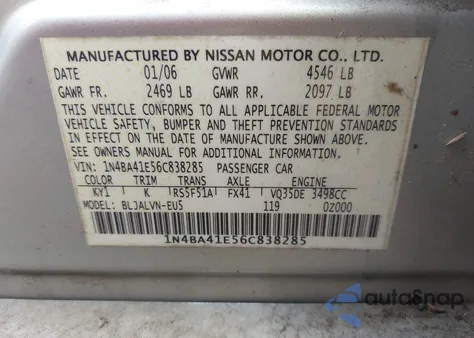 MANUFACTURED BY NISSAN MOTOR CO., LTD.
DATE 01/06 GVWR 4546 LB
GAWR FR. 2469 LB GAWR RR. 2097 LB
THIS VEHICLE CONFORMS TO ALL APPLICABLE FEDERAL MOTOR
VEHICLE SAFETY, BUMPER AND THEFT PREVENTION STANDARDS
IN EFFECT ON THE DATE OF MANUFACTURE SHOWN ABOVE.
SEE OWNERS MANUAL FOR ADDITIONAL INFORMATION.
VIN: 1N4BA41E56C838285 PASSENGER CAR
COLOR TRIM TRANS AXLE ENGINE
KY1 K RS5F51A FX41 VQ35DE 3498CC
MODEL: BLJALVN-EU5 119 0Z000
1N4BA41E56C838285
autoSnap